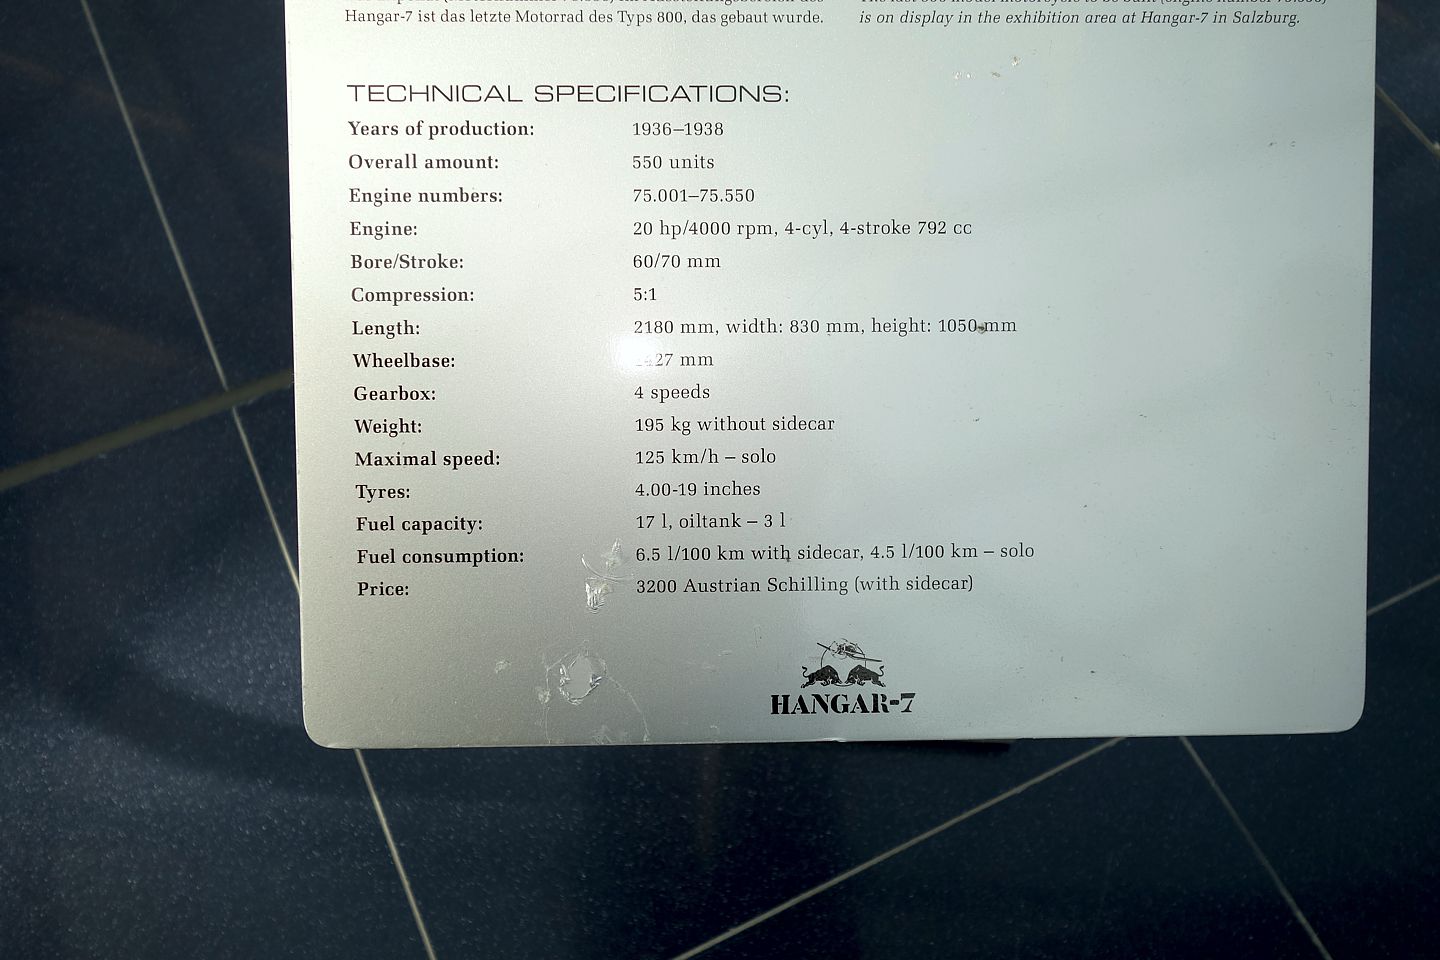 Hangar-7 ist das letzte Motorrad des Typs 800, das gebaut wurde.
is on display in the exhibition area at Hangar-7 in Salzburg.
TECHNICAL SPECIFICATIONS:
Years of production: 1936–1938
Overall amount: 550 units
Engine numbers: 75.001–75.550
Engine: 20 hp/4000 rpm, 4-cyl, 4-stroke 792 cc
Bore/Stroke: 60/70 mm
Compression: 5:1
Length: 2180 mm, width: 830 mm, height: 1050 mm
Wheelbase: mm
Gearbox: 4 speeds
Weight: 195 kg without sidecar
Maximal speed: 125 km/h – solo
Tyres: 4.00-19 inches
Fuel capacity: 17 l, oiltank – 3 l
Fuel consumption: 6.5 l/100 km with sidecar, 4.5 l/100 km – solo
Price: 3200 Austrian Schilling (with sidecar)
HANGAR-7